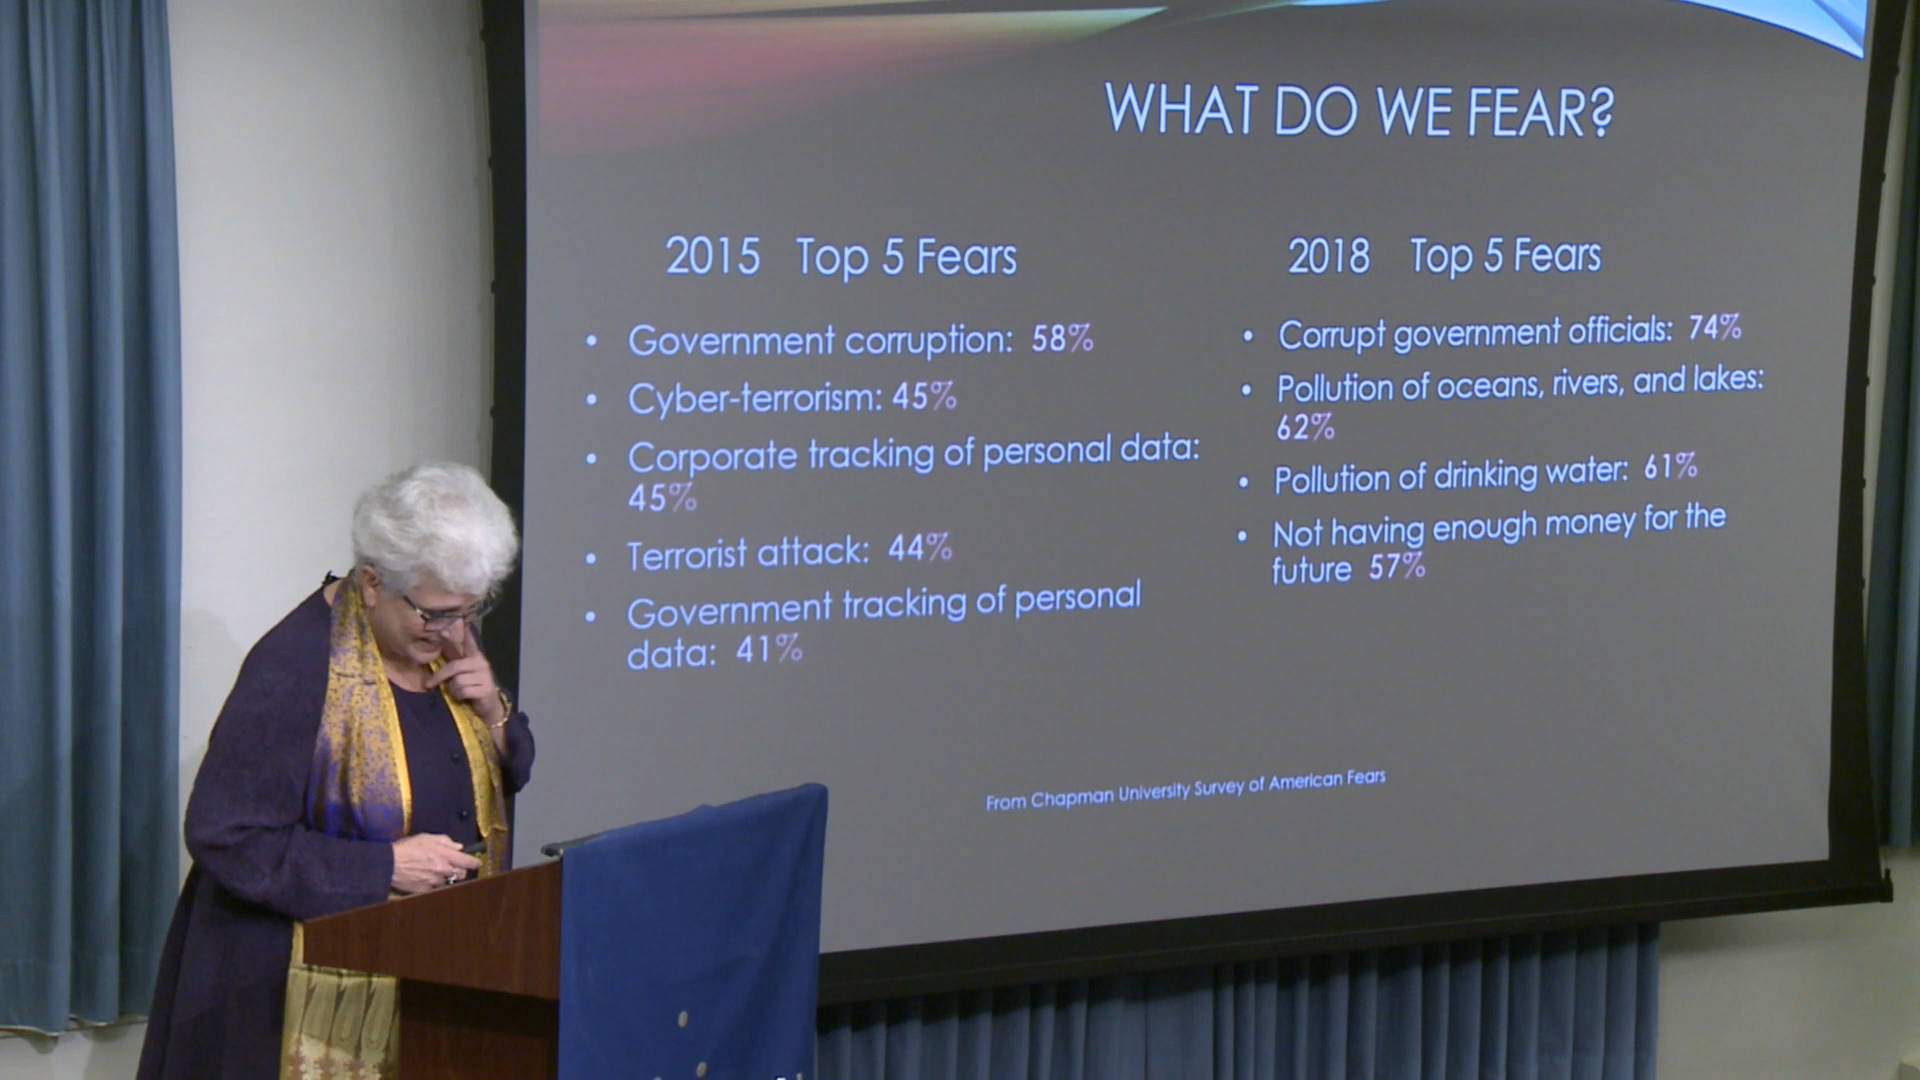 WHAT DO WE FEAR?
2015 Top 5 Fears
• Government corruption: 58%
• Cyber-terrorism: 45%
• Corporate tracking of personal data:
45%
• Terrorist attack: 44%
• Government tracking of personal
data: 41%
2018 Top 5 Fears
• Corrupt government officials: 74%
• Pollution of oceans, rivers, and lakes:
62%
• Pollution of drinking water: 61%
• Not having enough money for the
future 57%
From Chapman University Survey of American Fears